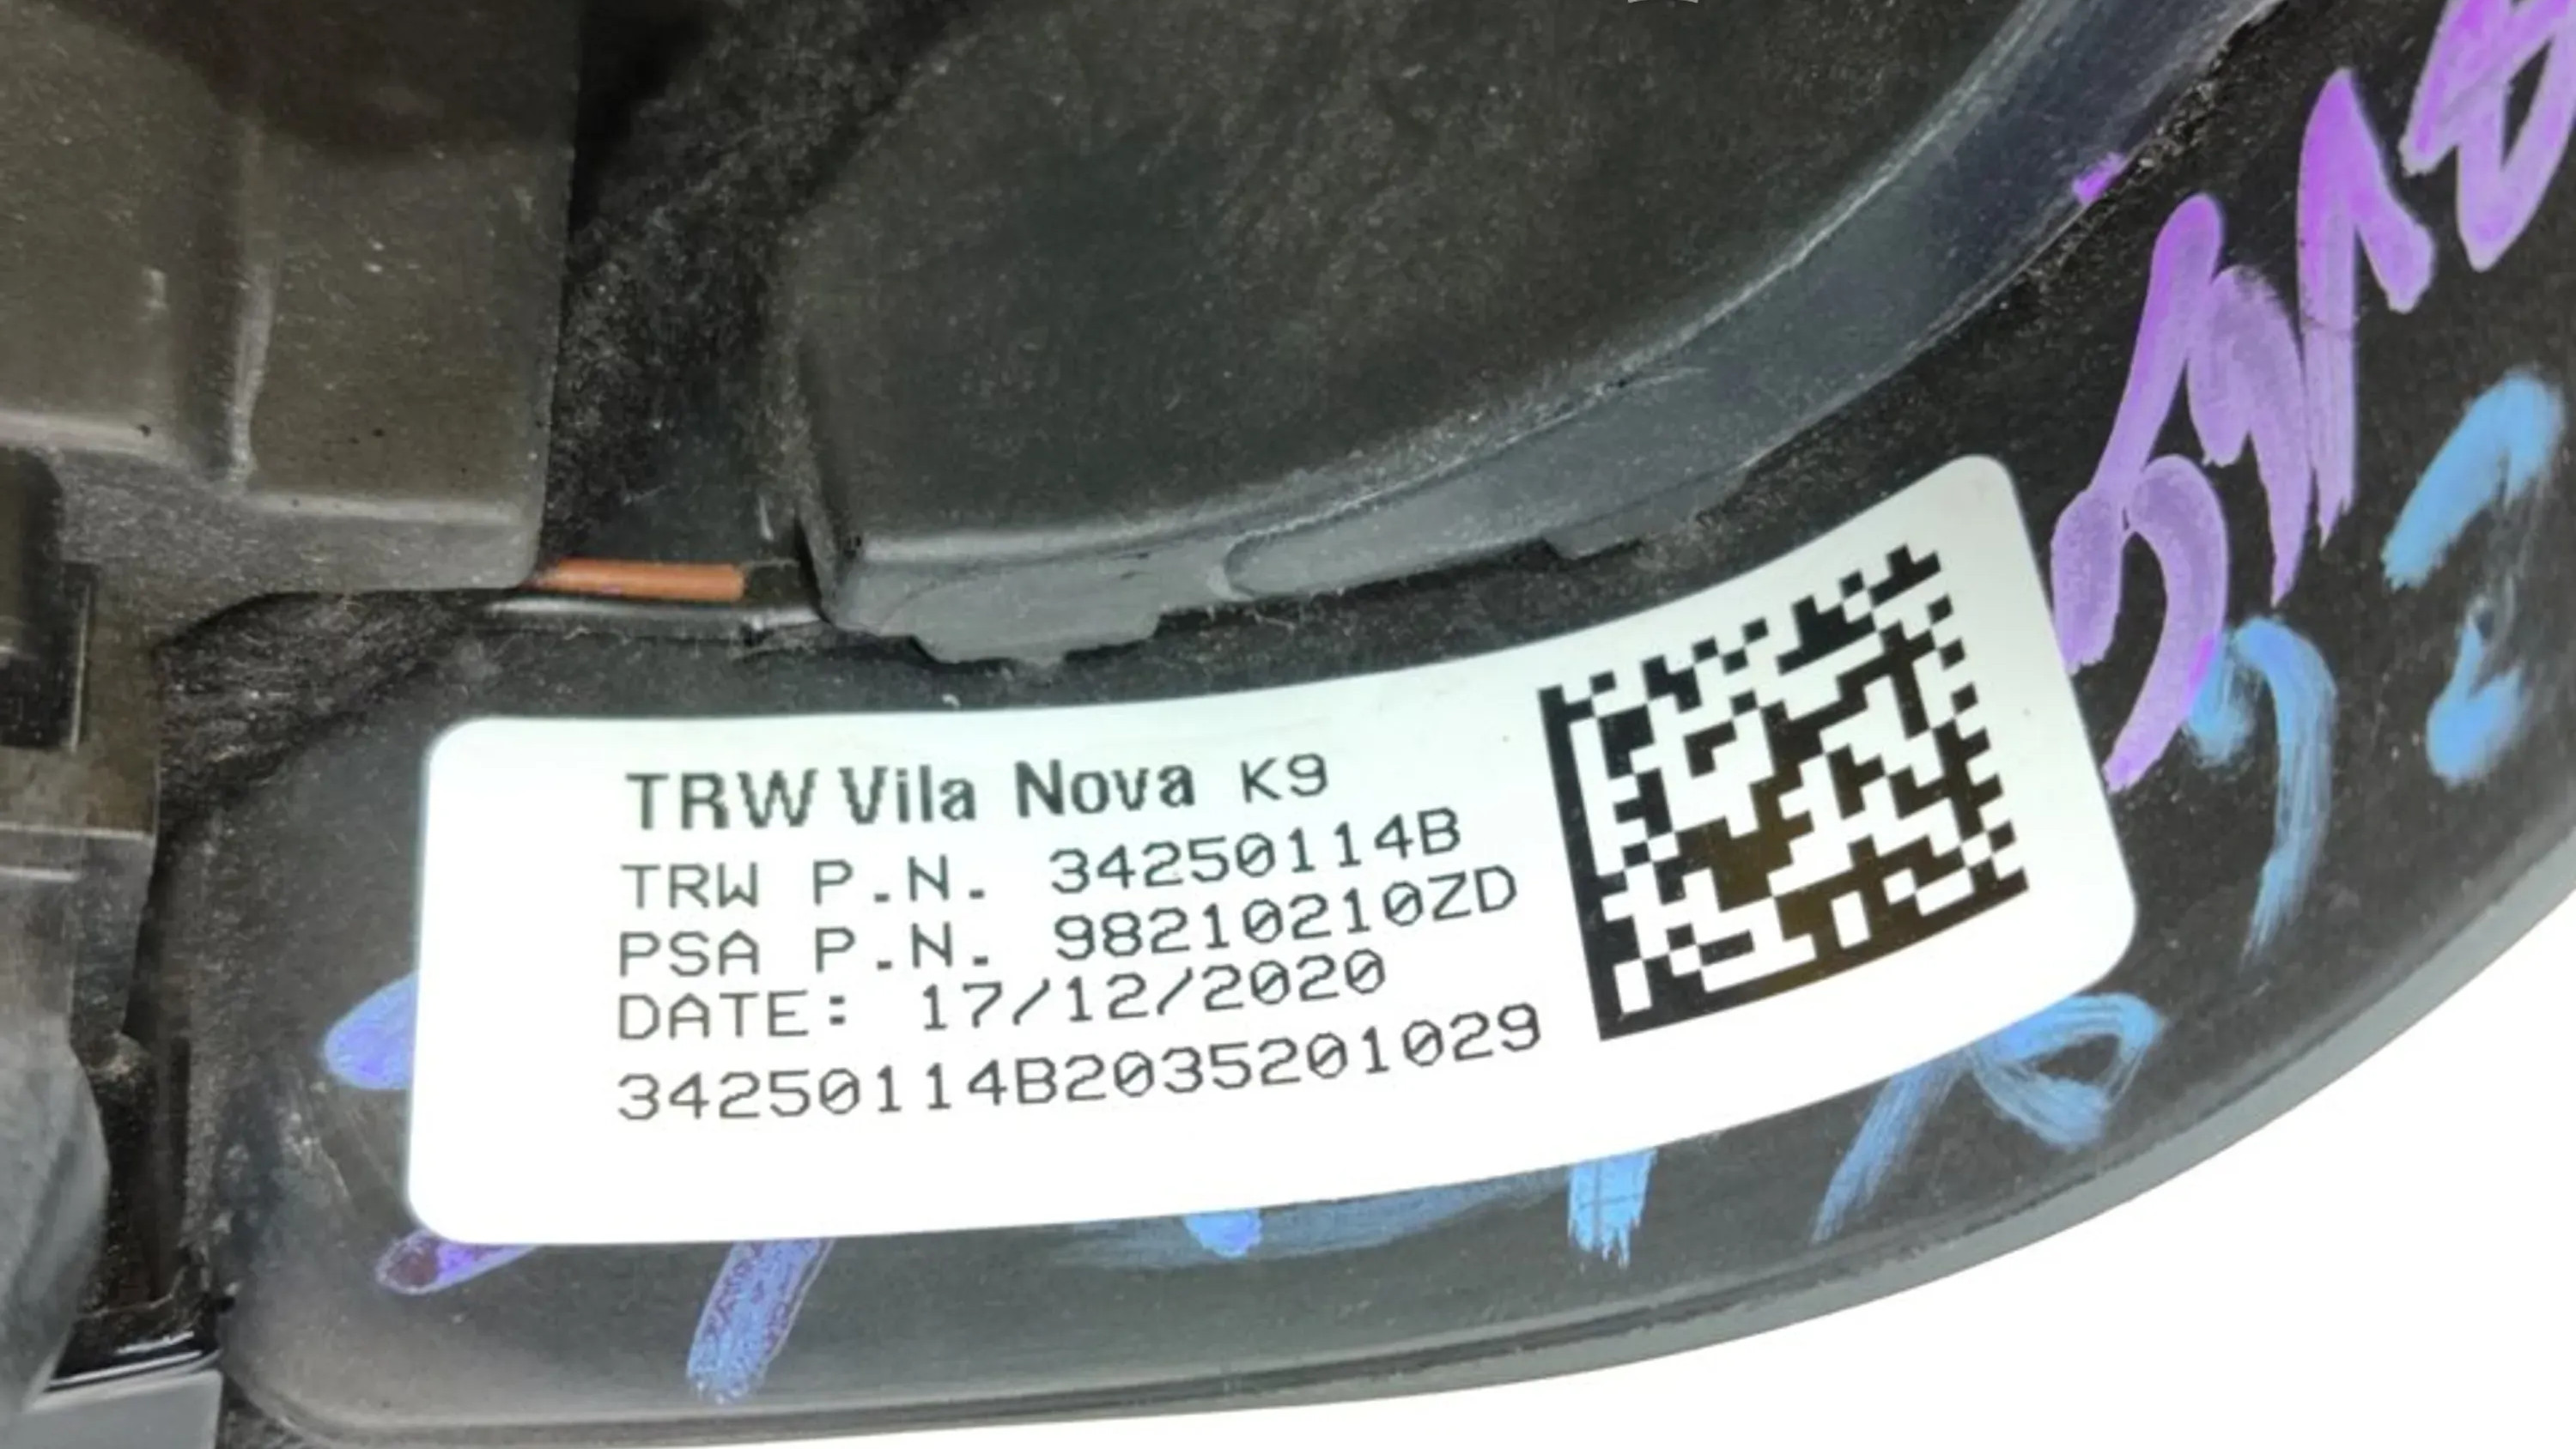 TRW Vila Nova K9
TRW P.N. 34250114B
PSA P.N. 98210210ZD
DATE: 17/12/2020
34250114B2035201029